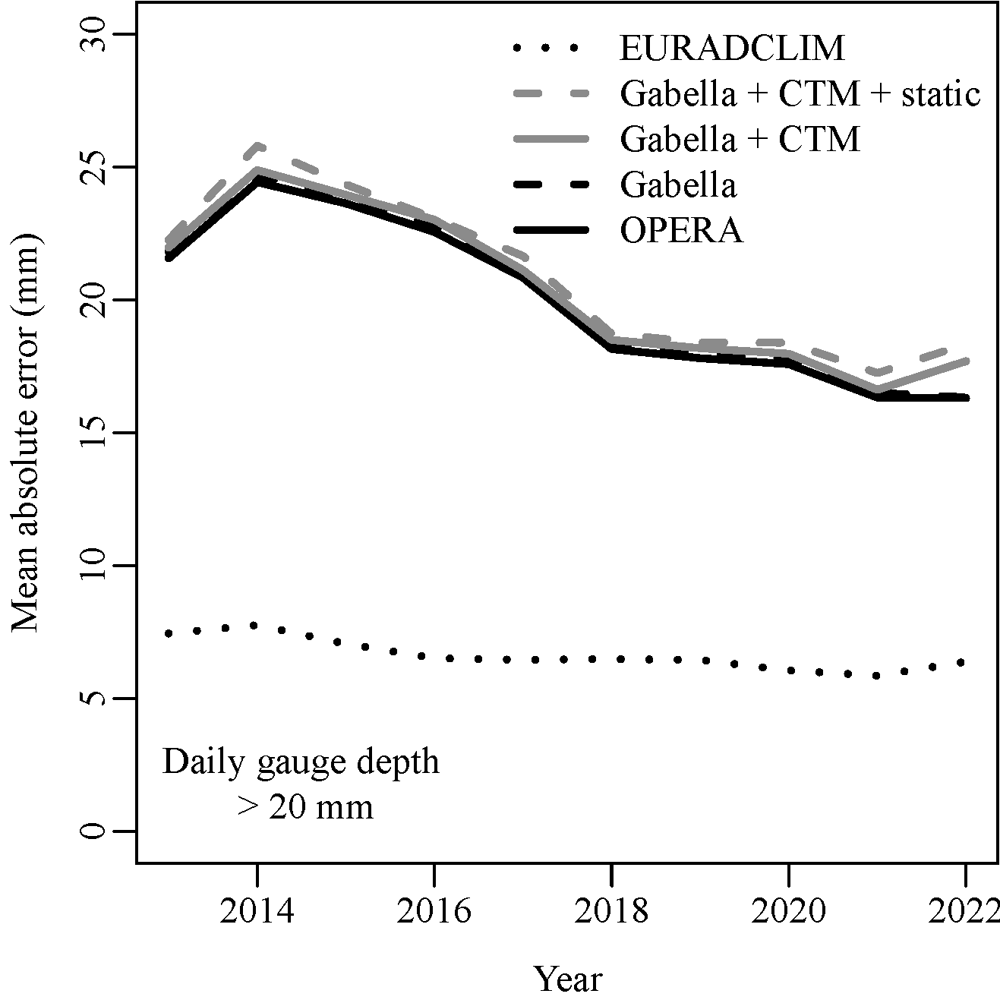 EURADCLIM
Gabella + CTM + static
Gabella + CTM
Gabella
OPERA
30
25
20
15
10
5
0
Mean absolute error (mm)
Daily gauge depth
> 20 mm
2014 2016 2018 2020 2022
Year